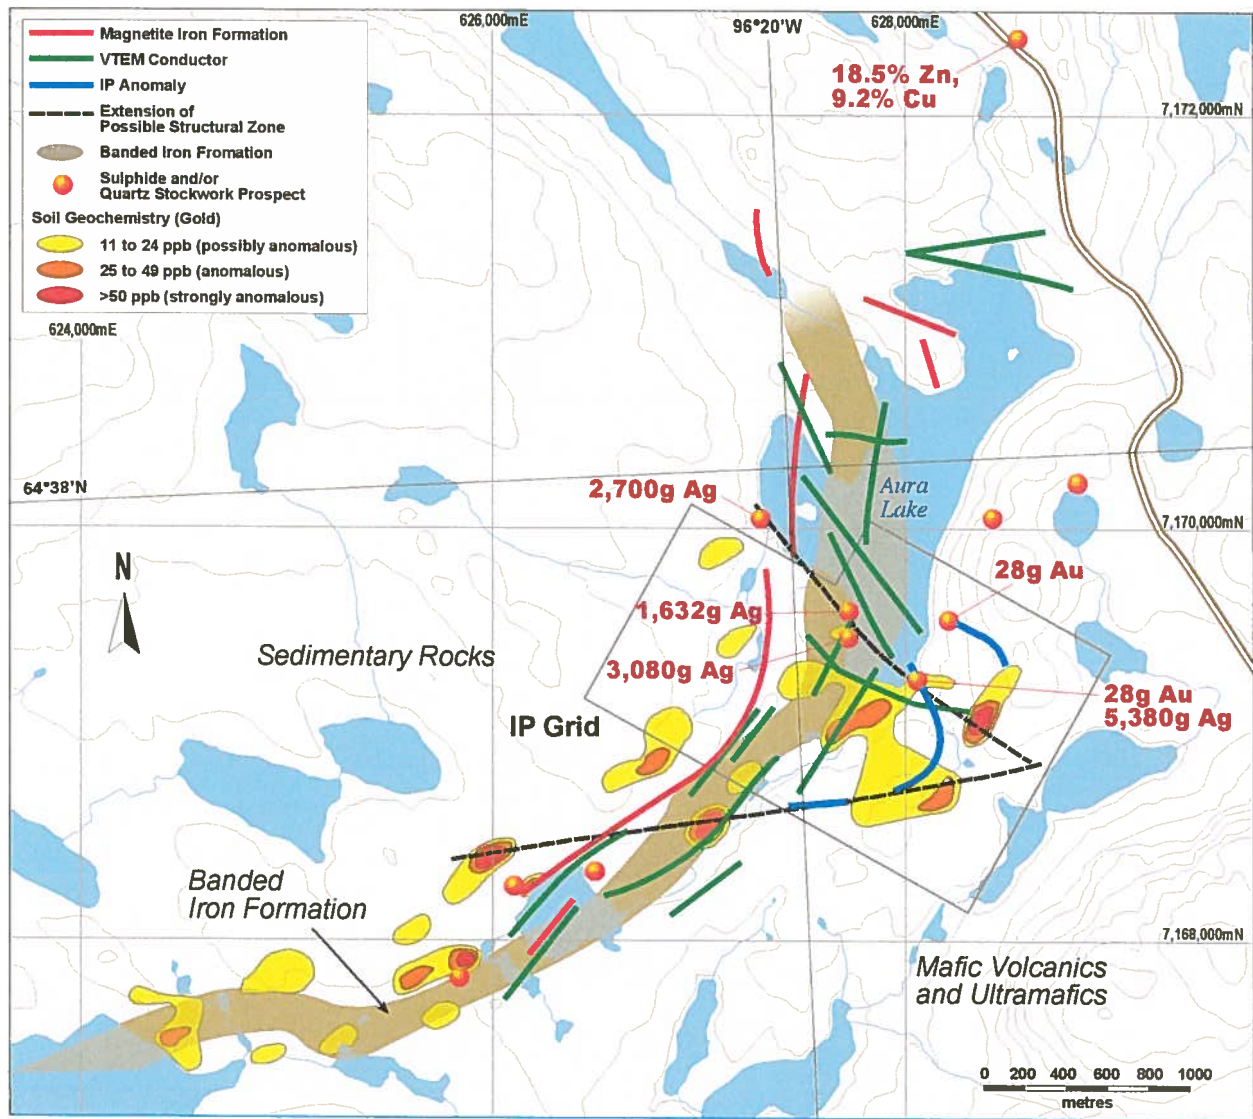 626,000mE
96°20'W
628,000mE
Magnetite Iron Formation
VTEM Conductor
IP Anomaly
Extension of
Possible Structural Zone
Banded Iron Fromation
Sulphide and/or
Quartz Stockwork Prospect
Soil Geochemistry (Gold)
11 to 24 ppb (possibly anomalous)
25 to 49 ppb (anomalous)
>50 ppb (strongly anomalous)
18.5% Zn,
9.2% Cu
7,172,000mN
624,000mE
64°38'N
2,700g Ag
Aura
Lake
7,170,000mN
N
28g Au
1,632g Ag
Sedimentary Rocks
3,080g Ag
28g Au
5,380g Ag
IP Grid
Banded
Iron Formation
7,168,000mN
Mafic Volcanics
and Ultramafics
0 200 400 600 800 1000
metres